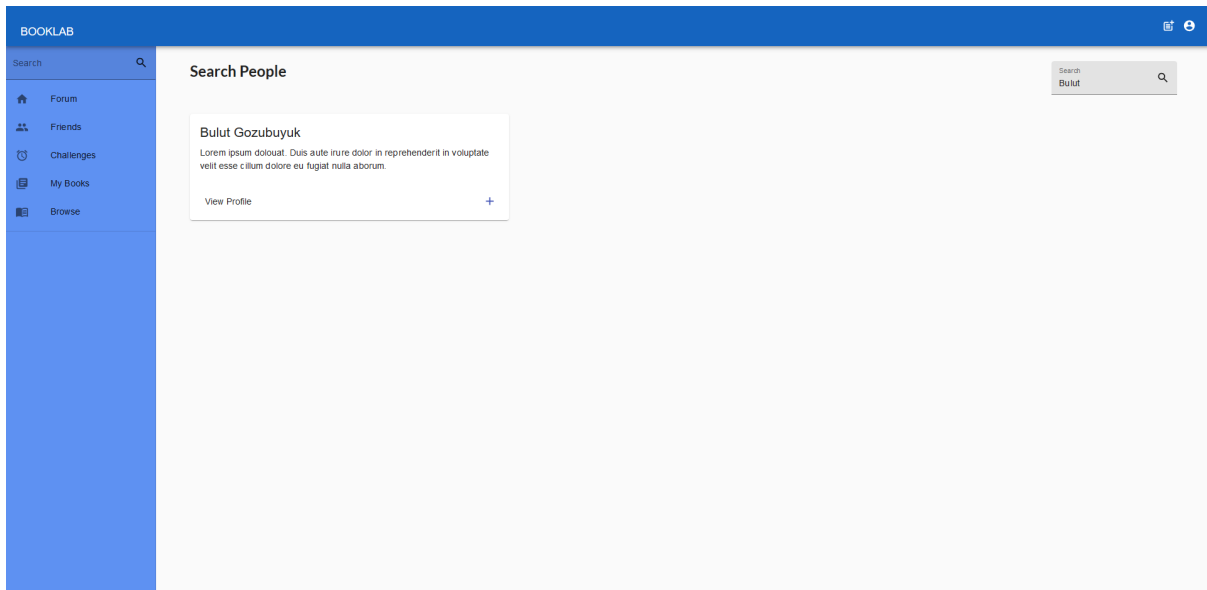 BOOKLAB
Search
Forum
Friends
Challenges
My Books
Browse
Search People
Search
Bulut
Bulut Gozubuyuk
Lorem ipsum dolouat. Duis aute irure dolor in reprehenderit in voluptate
velit esse cillum dolore eu fugiat nulla aborum.
View Profile